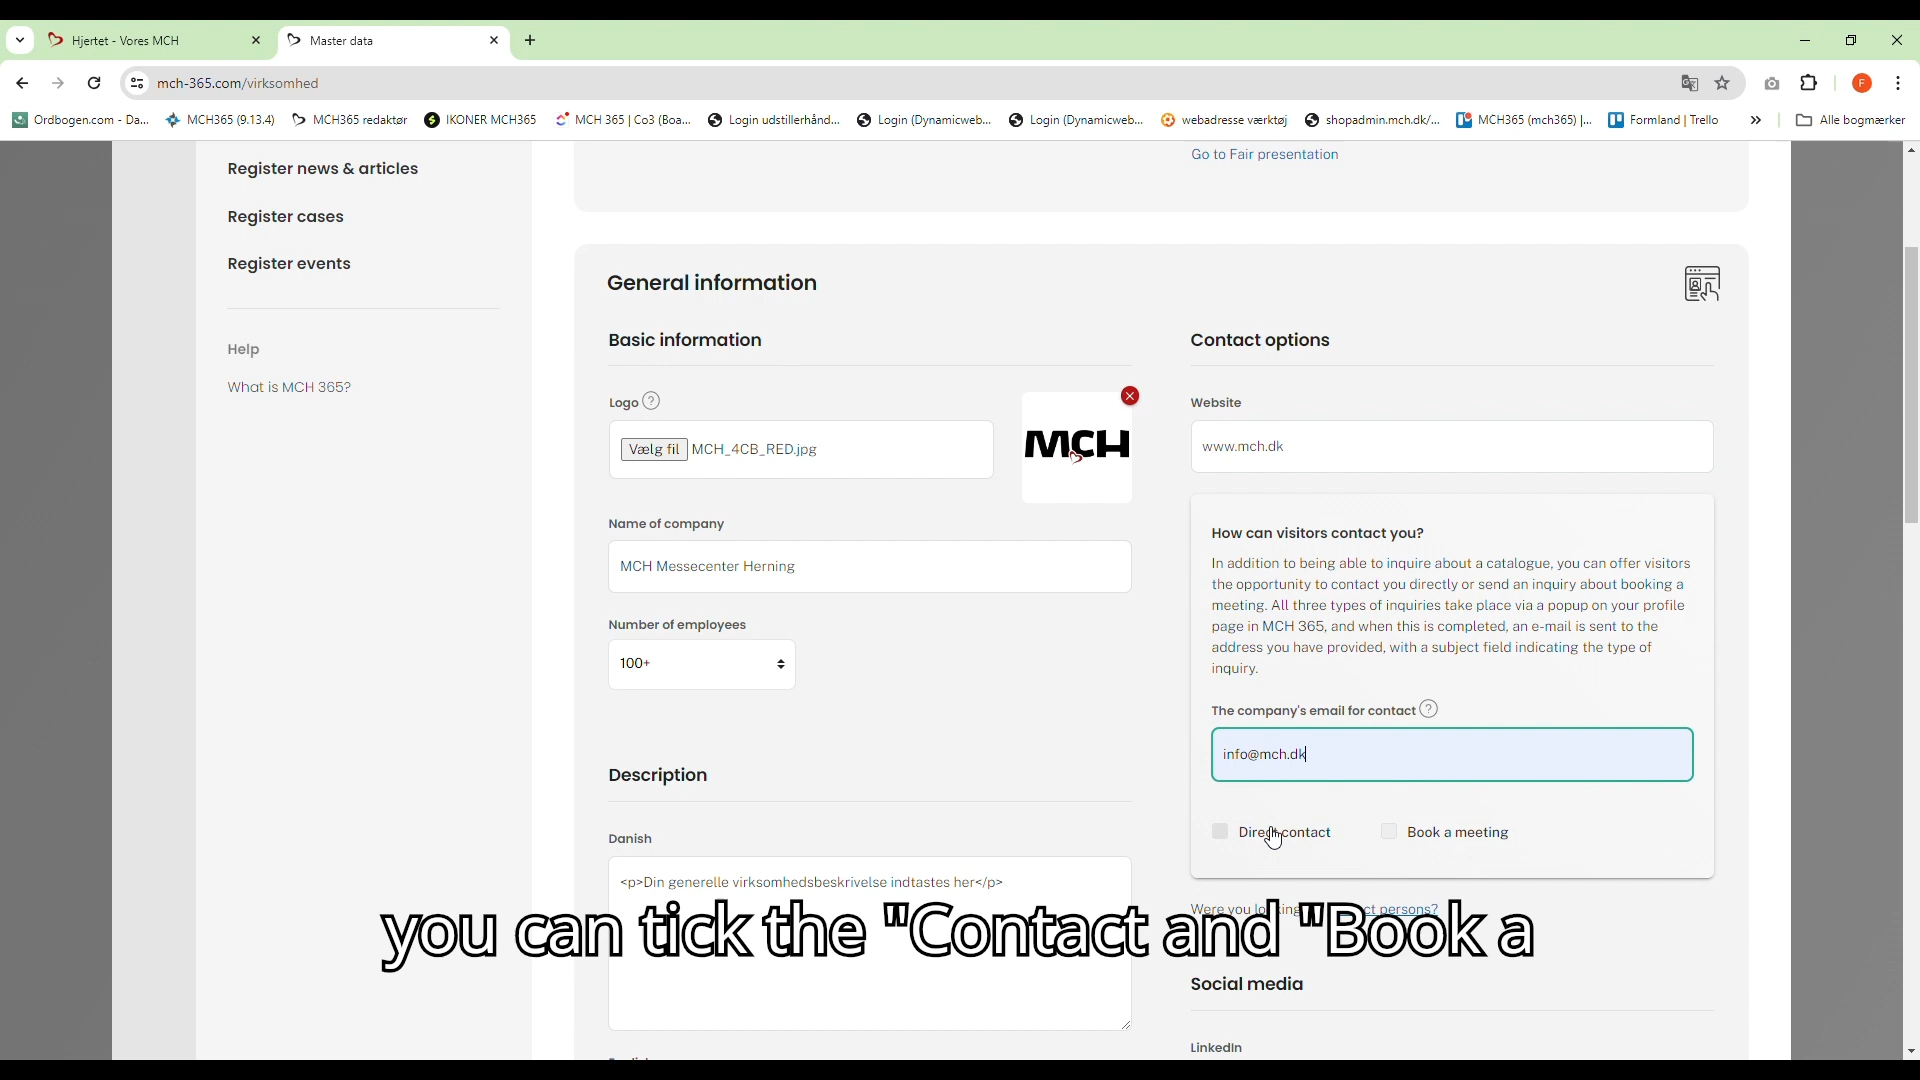 Hjertet - Vores MCH
Master data
mch-365.com/virksomhed
F
Ordbogen.com - Da...
MCH365 (9.13.4)
MCH365 redaktør
IKONER MCH365
MCH 365 | Co3 (Boa...
Login udstillerhånd...
Login (Dynamicweb...
Login (Dynamicweb...
webadresse værktøj
shopadmin.mch.dk/...
MCH365 (mch365) |...
Formland | Trello
Alle bogmærker
Register news & articles
Register cases
Register events
Help
What is MCH 365?
Go to Fair presentation
General information
Basic information
Logo ?
Vælg fil MCH_4CB_RED.jpg
MCH
Name of company
MCH Messecenter Herning
Number of employees
100+
Description
Danish
<p>Din generelle virksomhedsbeskrivelse indtastes her</p>
Contact options
Website
www.mch.dk
How can visitors contact you?
In addition to being able to inquire about a catalogue, you can offer visitors
the opportunity to contact you directly or send an inquiry about booking a
meeting. All three types of inquiries take place via a popup on your profile
page in MCH 365, and when this is completed, an e-mail is sent to the
address you have provided, with a subject field indicating the type of
inquiry.
The company's email for contact ?
info@mch.dk
Direct contact
Book a meeting
Were you persons?
Social media
LinkedIn
you can tick the "Contact and "Book a